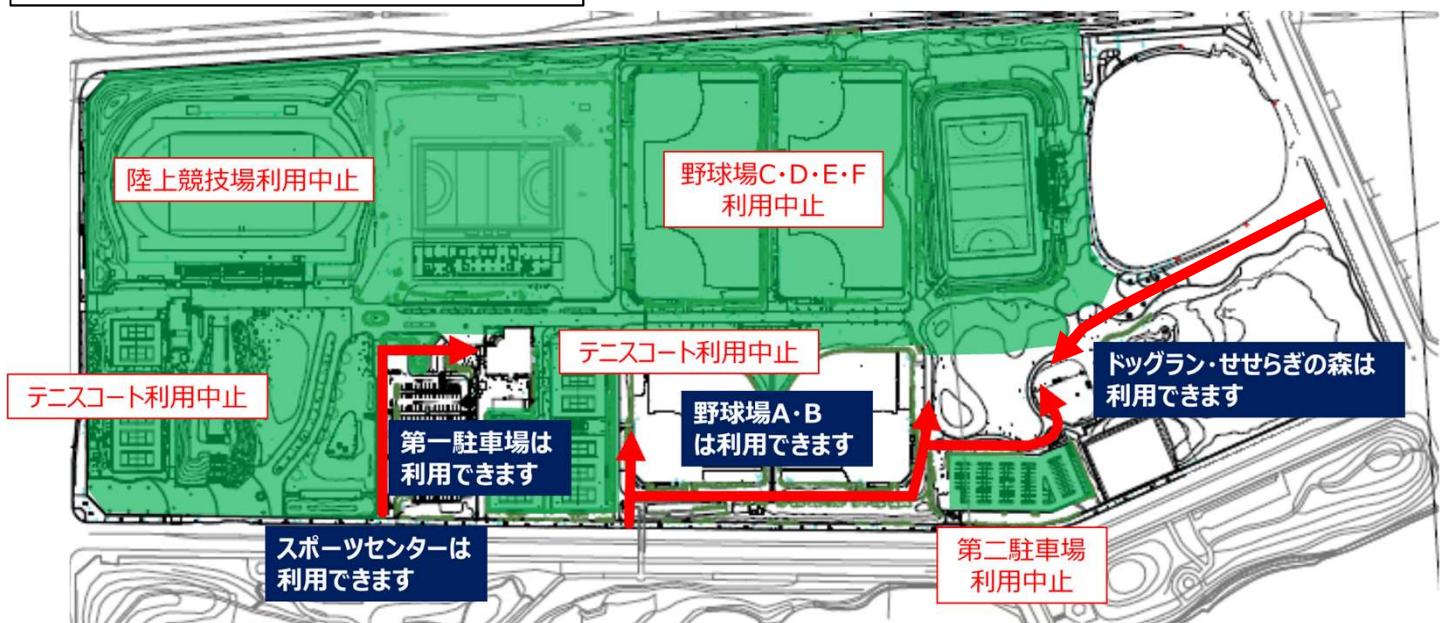 陸上競技場利用中止
野球場C・D・E・F
利用中止
テニスコート利用中止
テニスコート利用中止
ドッグラン・せせらぎの森は
利用できます
野球場A・B
は利用できます
第一駐車場は
利用できます
スポーツセンターは
利用できます
第二駐車場
利用中止